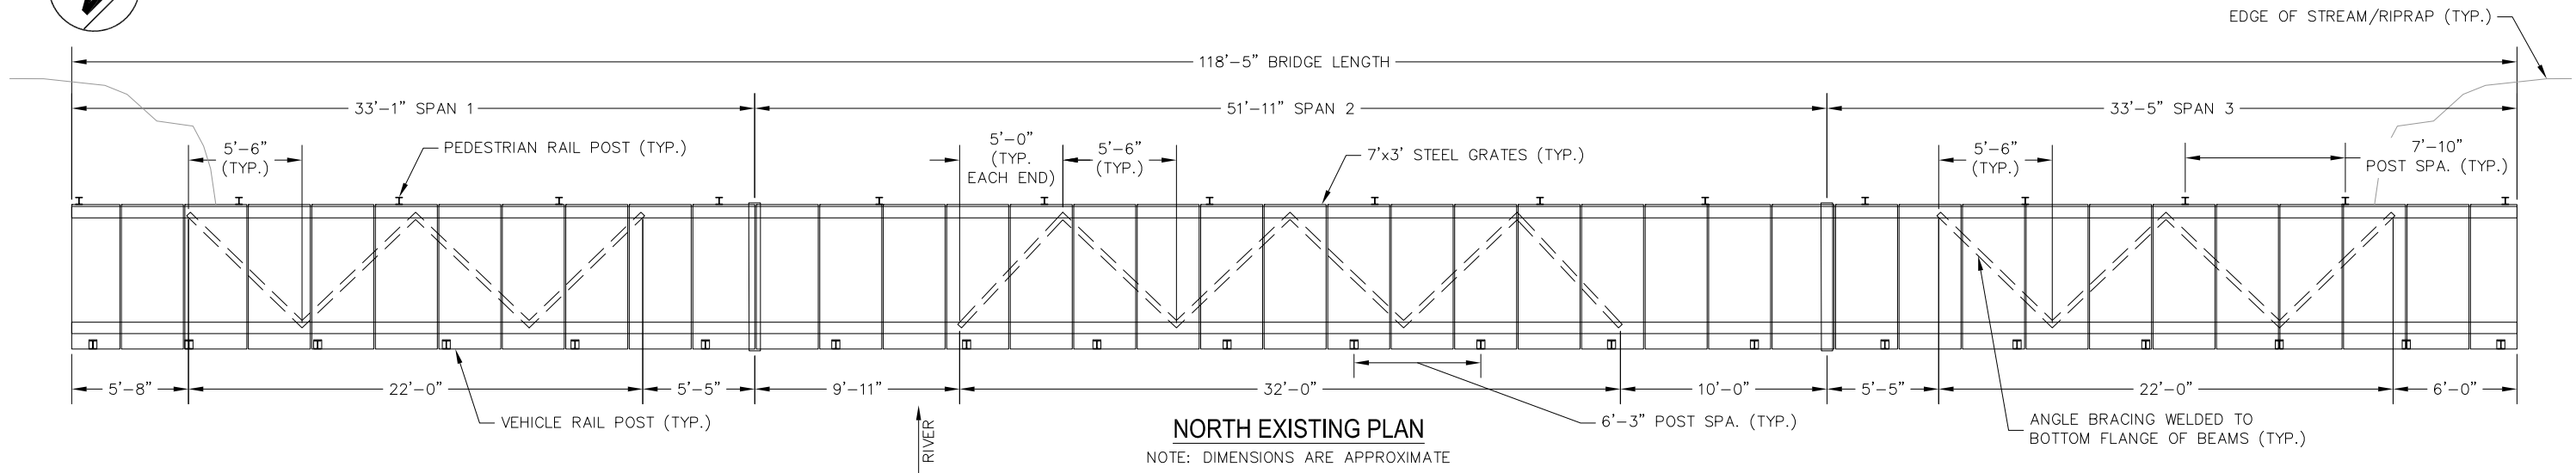 EDGE OF STREAM/RIPRAP (TYP.)
118'-5" BRIDGE LENGTH
33'-1" SPAN 1
51'-11" SPAN 2
33'-5" SPAN 3
5'-6"
(TYP.)
PEDESTRIAN RAIL POST (TYP.)
5'-0"
(TYP.
EACH END)
5'-6"
(TYP.)
7'x3' STEEL GRATES (TYP.)
5'-6"
(TYP.)
7'-10"
POST SPA. (TYP.)
5'-8"
22'-0"
5'-5"
9'-11"
32'-0"
10'-0"
5'-5"
22'-0"
6'-0"
VEHICLE RAIL POST (TYP.)
RIVER
6'-3" POST SPA. (TYP.)
ANGLE BRACING WELDED TO
BOTTOM FLANGE OF BEAMS (TYP.)
NORTH EXISTING PLAN
NOTE: DIMENSIONS ARE APPROXIMATE